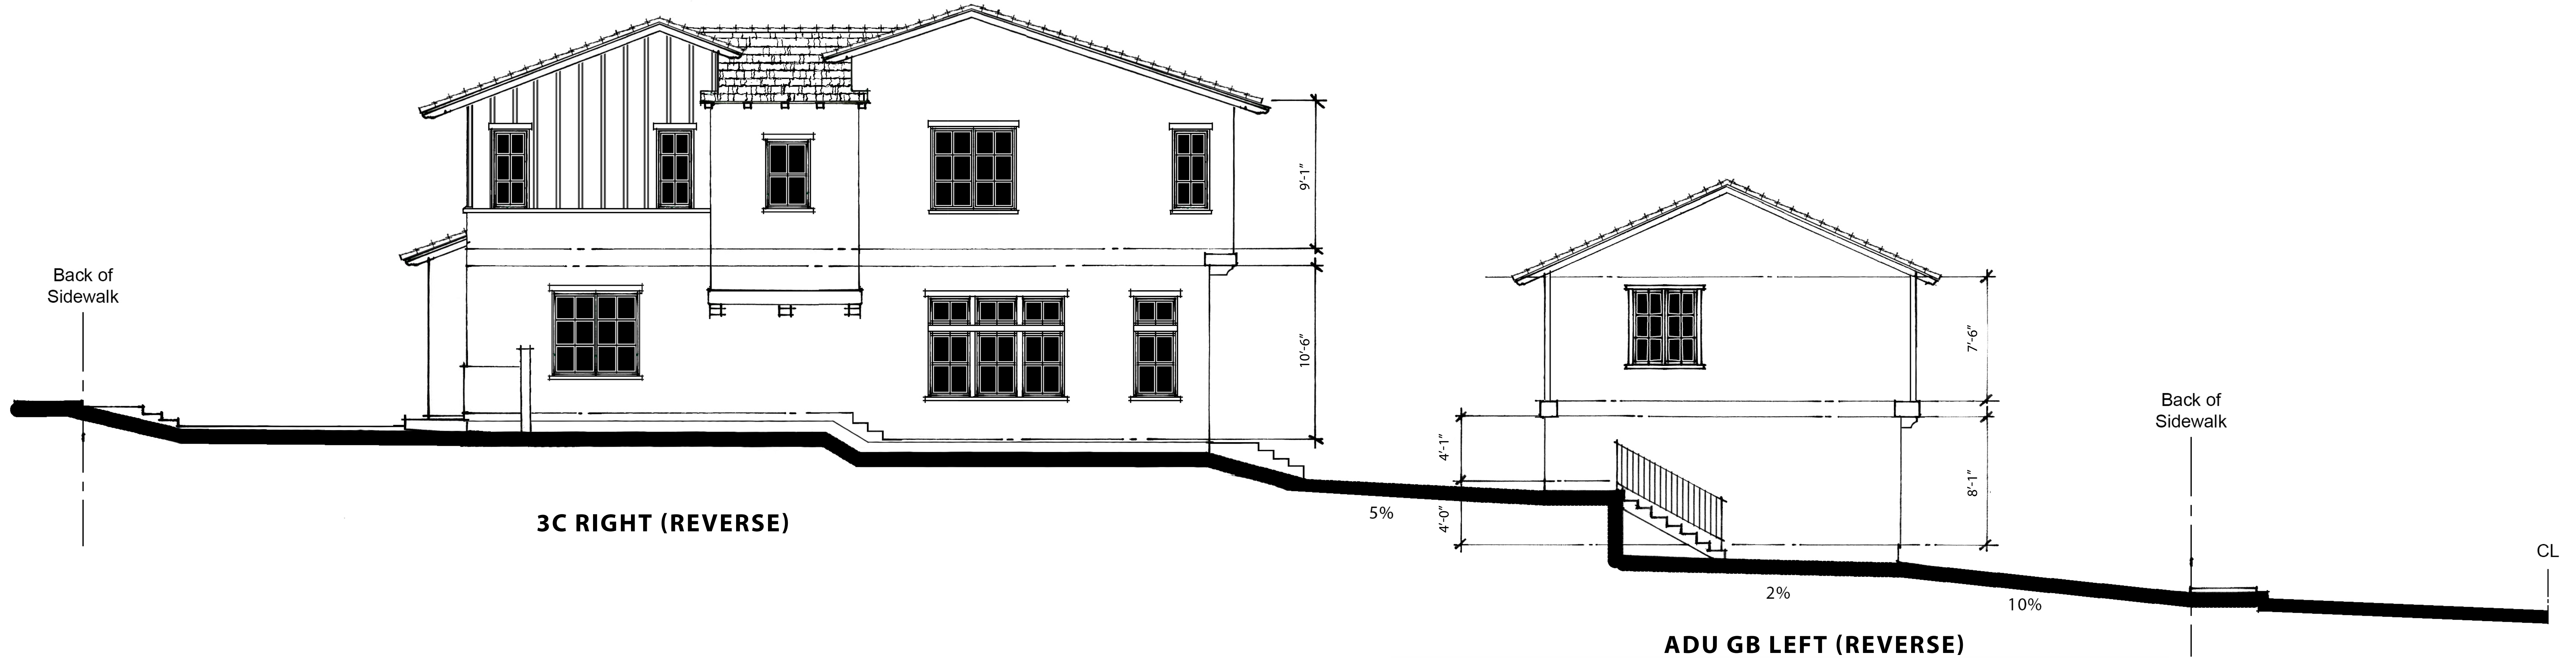 Back of
Sidewalk
9'-1"
10'-6"
3C RIGHT (REVERSE)
5%
4'-1"
4'-0"
7'-6"
8'-1"
2%
10%
ADU GB LEFT (REVERSE)
Back of
Sidewalk
CL